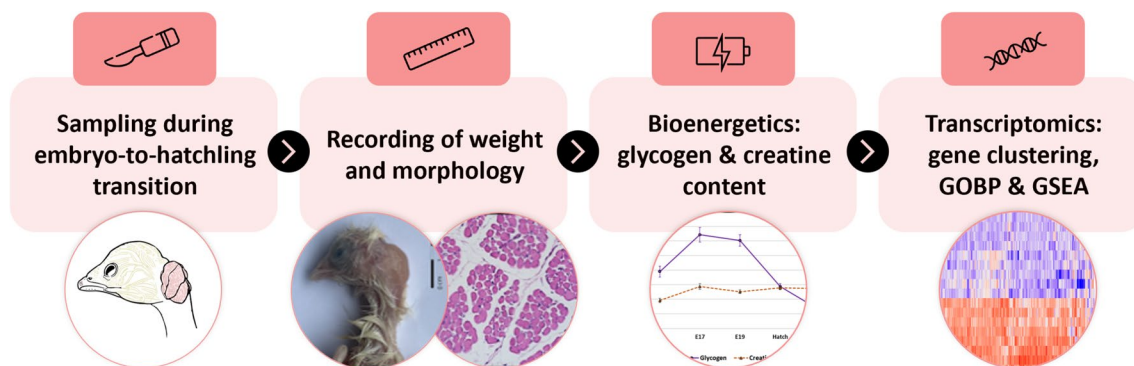 Sampling during
embryo-to-hatchling
transition
Recording of weight
and morphology
Bioenergetics:
glycogen & creatine
content
Transcriptomics:
gene clustering,
GOBP & GSEA
E17 E19 Hatch
Glycogen Creati